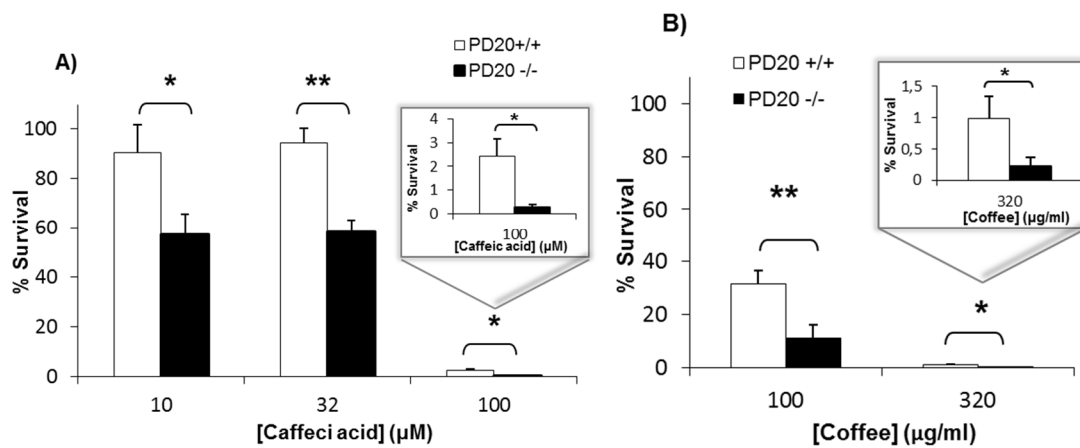 A)
PD20+/+
PD20 -/-
% Survival
100
80
60
40
20
0
*
**
*
10
32
100
[Caffeci acid] (µM)
% Survival
4
3
2
1
0
*
100
[Caffeic acid] (µM)
B)
PD20 +/+
PD20 -/-
% Survival
100
80
60
40
20
0
**
*
100
320
[Coffee] (µg/ml)
% Survival
1,5
1
0,5
0
*
320
[Coffee] (µg/ml)